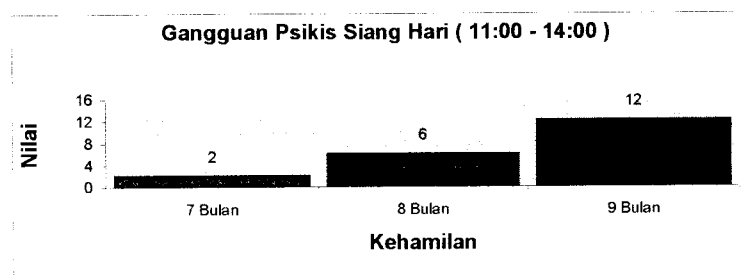 Gangguan Psikis Siang Hari ( 11:00 - 14:00 )
Nilai
16
12
8
4
0
2
6
12
7 Bulan
8 Bulan
9 Bulan
Kehamilan